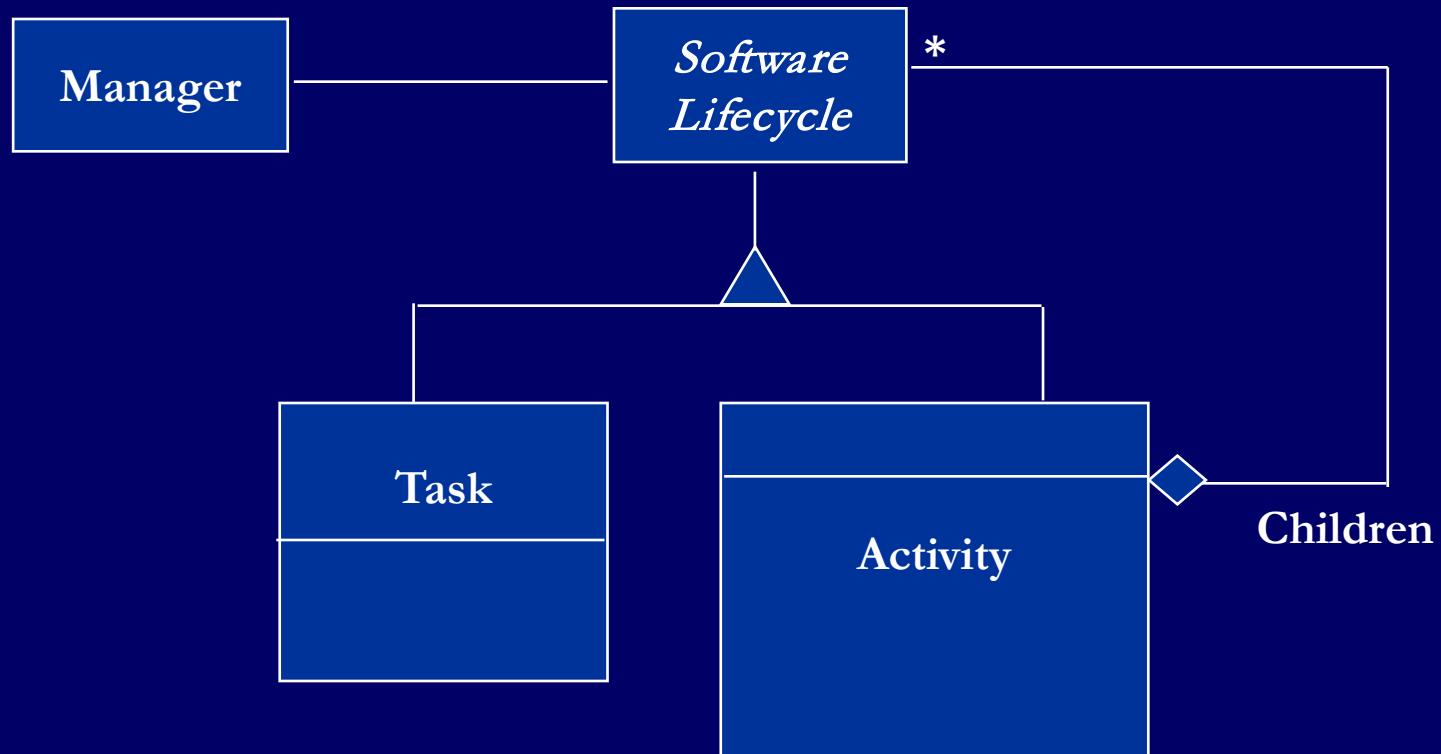 Manager
Software
Lifecycle
*
Task
Activity
Children